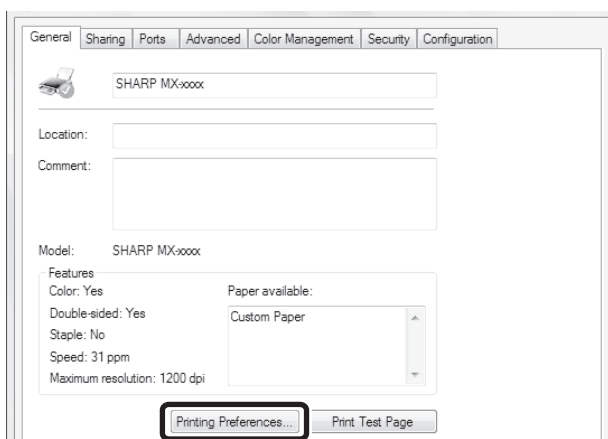 General Sharing Ports Advanced Color Management Security Configuration
SHARP MX-xxxx
Location:
Comment:
Model: SHARP MX-xxxx
Features
Color: Yes Paper available:
Double-sided: Yes Custom Paper
Staple: No
Speed: 31 ppm
Maximum resolution: 1200 dpi
Printing Preferences... Print Test Page